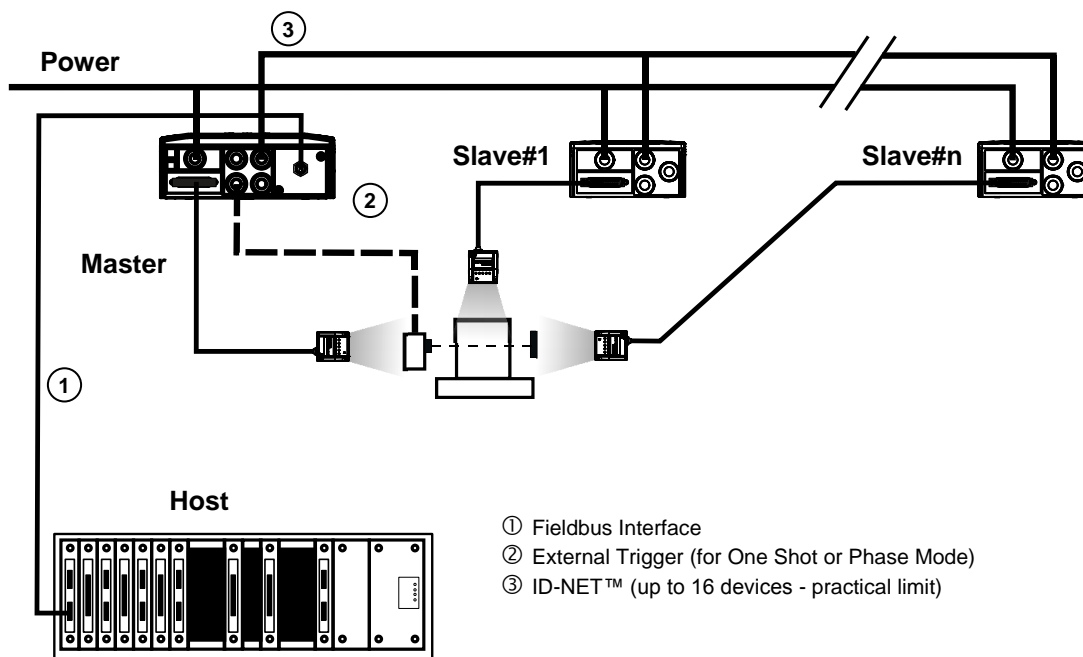 ③
Power
Slave#1
Slave#n
②
Master
①
Host
① Fieldbus Interface
② External Trigger (for One Shot or Phase Mode)
③ ID-NET™ (up to 16 devices - practical limit)